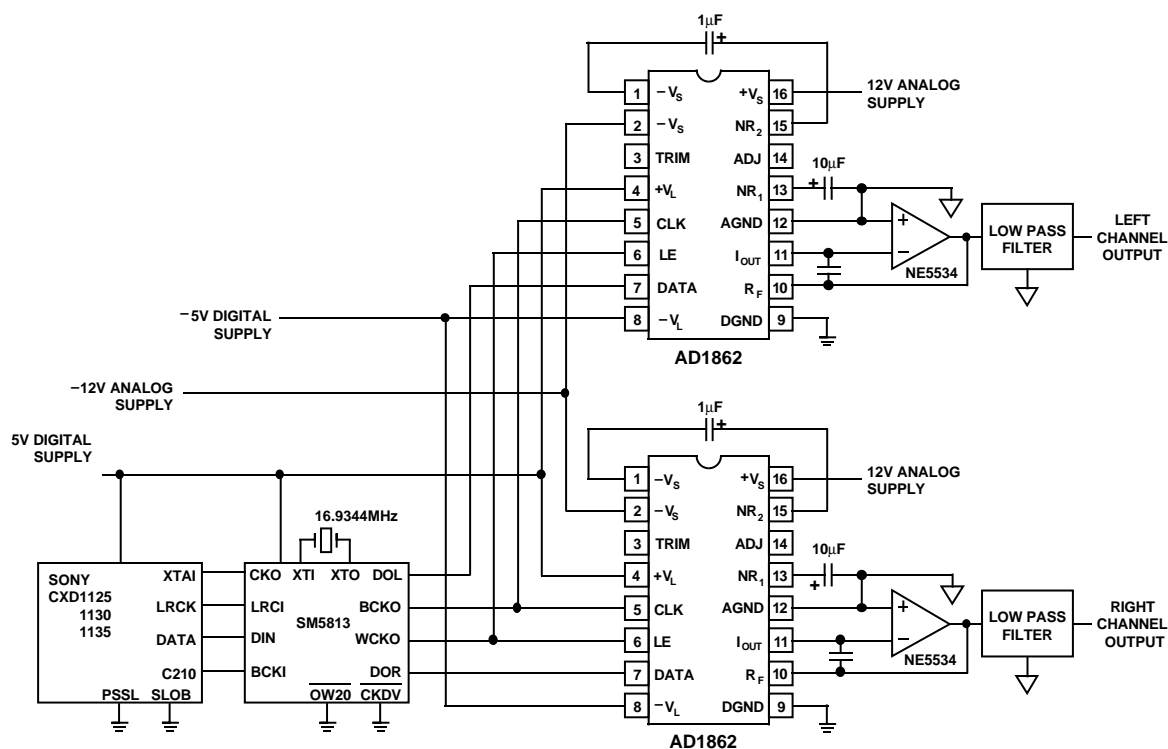 1μF
+
1
−VS
+VS
16
12V ANALOG
SUPPLY
2
−VS
NR2
15
3
TRIM
ADJ
14
10μF
+
4
+VL
NR1
13
5
CLK
AGND
12
+
6
LE
IOUT
11
−
NE5534
LOW PASS
FILTER
LEFT
CHANNEL
OUTPUT
7
DATA
RF
10
−5V DIGITAL
SUPPLY
8
−VL
DGND
9
AD1862
−12V ANALOG
SUPPLY
1μF
+
5V DIGITAL
SUPPLY
1
−VS
+VS
16
12V ANALOG
SUPPLY
2
−VS
NR2
15
16.9344MHz
3
TRIM
ADJ
14
10μF
+
SONY
CXD1125
1130
1135
XTAI
LRCK
DATA
C210
PSSL
SLOB
CKO
XTI
XTO
DOL
LRCI
BCKO
SM5813
DIN
WCKO
BCKI
DOR
OW20
CKDV
4
+VL
NR1
13
5
CLK
AGND
12
+
6
LE
IOUT
11
−
NE5534
LOW PASS
FILTER
RIGHT
CHANNEL
OUTPUT
7
DATA
RF
10
8
−VL
DGND
9
AD1862